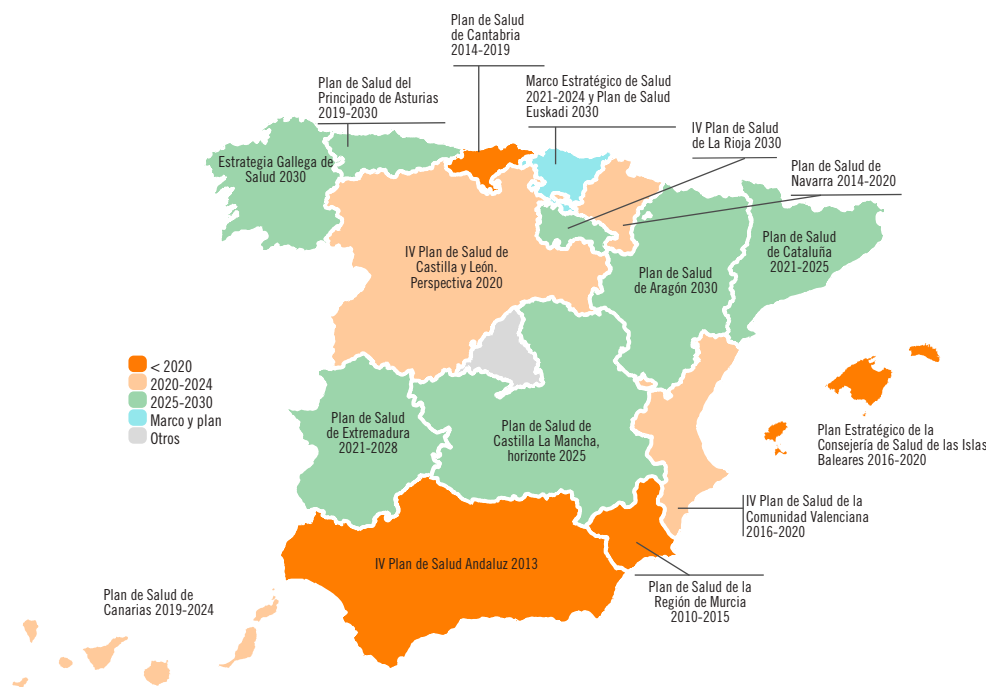 Plan de Salud
de Cantabria
2014-2019
Plan de Salud del
Principado de Asturias
2019-2030
Marco Estratégico de Salud
2021-2024 y Plan de Salud
Euskadi 2030
IV Plan de Salud
de La Rioja 2030
Plan de Salud de
Navarra 2014-2020
Estrategia Gallega de
Salud 2030
IV Plan de Salud de
Castilla y León.
Perspectiva 2020
Plan de Salud
de Aragón 2030
Plan de Salud
de Cataluña
2021-2025
< 2020
2020-2024
2025-2030
Marco y plan
Otros
Plan de Salud
de Extremadura
2021-2028
Plan de Salud de
Castilla La Mancha,
horizonte 2025
Plan Estratégico de la
Consejería de Salud de las Islas
Baleares 2016-2020
IV Plan de Salud de la
Comunidad Valenciana
2016-2020
IV Plan de Salud Andaluz 2013
Plan de Salud de la
Región de Murcia
2010-2015
Plan de Salud de
Canarias 2019-2024